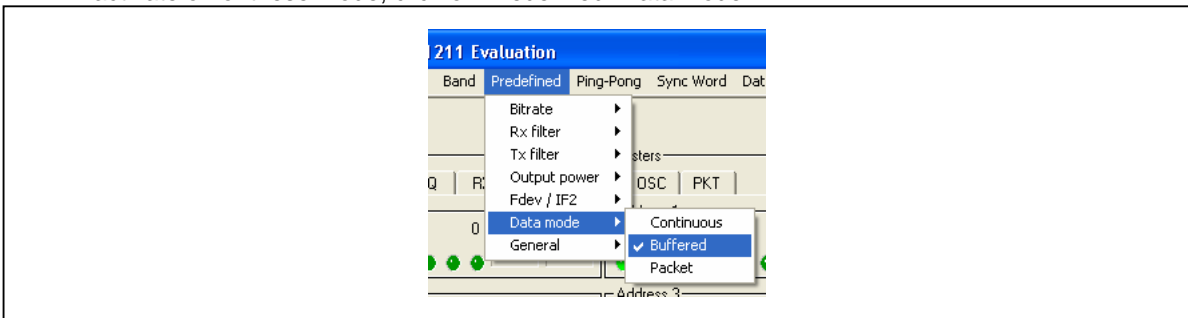 1211 Evaluation
Band Predefined Ping-Pong Sync Word Dat
Bitrate
Rx filter
Tx filter
sters
Output power
Q R OSC PKT
Fdev / IF2
Data mode Continuous
0
General Buffered
Packet
Address 3